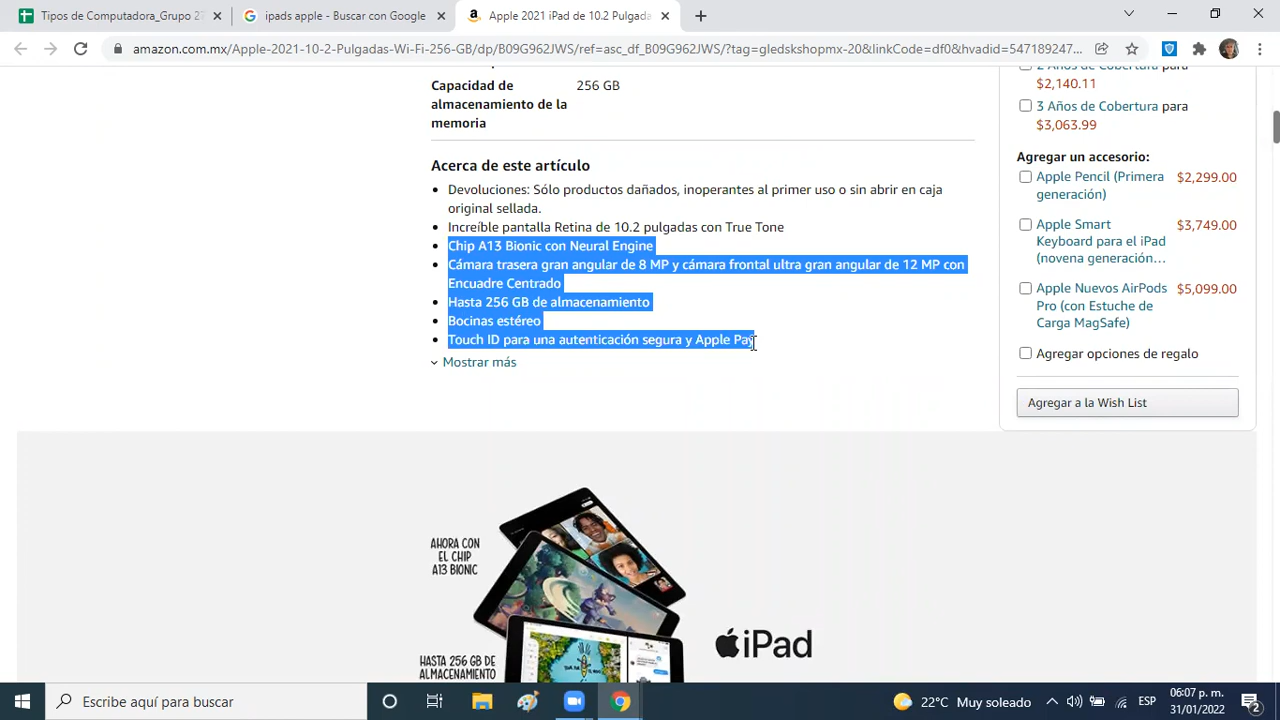 Tipos de Computadora_Grupo 2
ipads apple - Buscar con Google
Apple 2021 iPad de 10.2 Pulgada
amazon.com.mx/Apple-2021-10-2-Pulgadas-Wi-Fi-256-GB/dp/B09G962JWS/ref=asc_df_B09G962JWS/?tag=gledskshopmx-20&linkCode=df0&hvadid=547189247...
Capacidad de
almacenamiento de la
memoria
256 GB
Acerca de este artículo
Devoluciones: Sólo productos dañados, inoperantes al primer uso o sin abrir en caja
original sellada.
Increíble pantalla Retina de 10.2 pulgadas con True Tone
Chip A13 Bionic con Neural Engine
Cámara trasera gran angular de 8 MP y cámara frontal ultra gran angular de 12 MP con
Encuadre Centrado
Hasta 256 GB de almacenamiento
Bocinas estéreo
Touch ID para una autenticación segura y Apple Pay
Mostrar más
2 Años de Cobertura para
$2,140.11
3 Años de Cobertura para
$3,063.99
Agregar un accesorio:
Apple Pencil (Primera
generación)
$2,299.00
Apple Smart
Keyboard para el iPad
(novena generación...
$3,749.00
Apple Nuevos AirPods
Pro (con Estuche de
Carga MagSafe)
$5,099.00
Agregar opciones de regalo
Agregar a la Wish List
AHORA CON
EL CHIP
A13 BIONIC
HASTA 256 GB DE
ALMACENAMIENTO
iPad
Escribe aquí para buscar
22°C Muy soleado
ESP
06:07 p. m.
31/01/2022
2